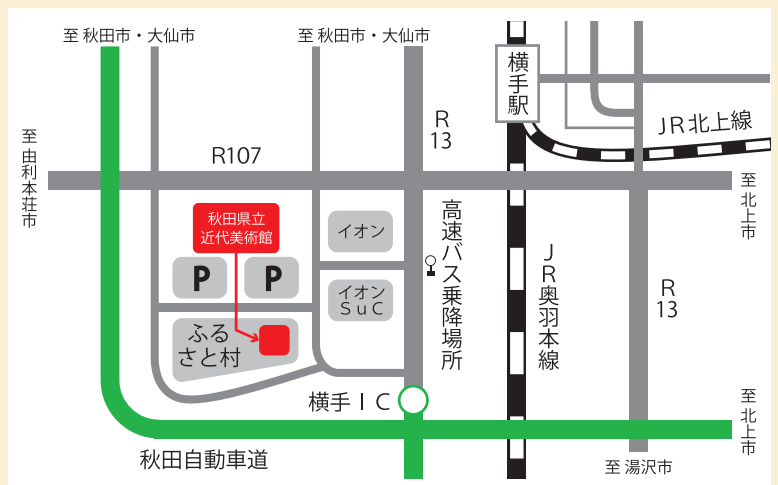 至 秋田市・大仙市
至 秋田市・大仙市
横手駅
R
13
JR北上線
至 由利本荘市
R107
至 北上市
秋田県立
近代美術館
イオン
高速バス乗降場所
P
P
イオン
SuC
JR奥羽本線
R
13
ふる
さと村
横手IC
至 北上市
秋田自動車道
至 湯沢市